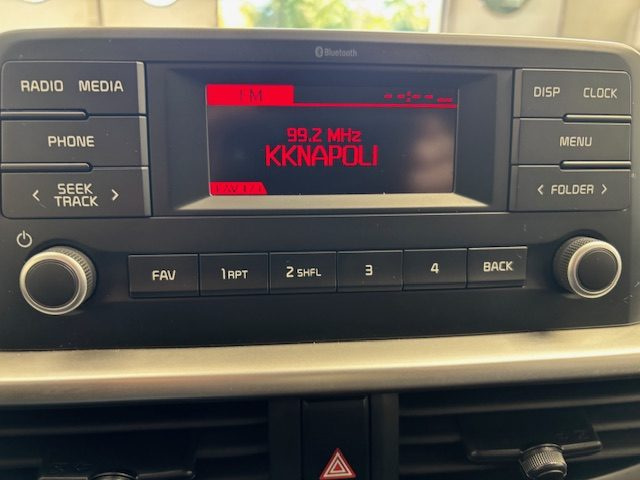 Bluetooth
RADIO MEDIA
FM
DISP CLOCK
PHONE
99.2 MHz
KKNAPOLI
MENU
< SEEK TRACK >
< FOLDER >
FAV
1 RPT
2 SHFL
3
4
BACK